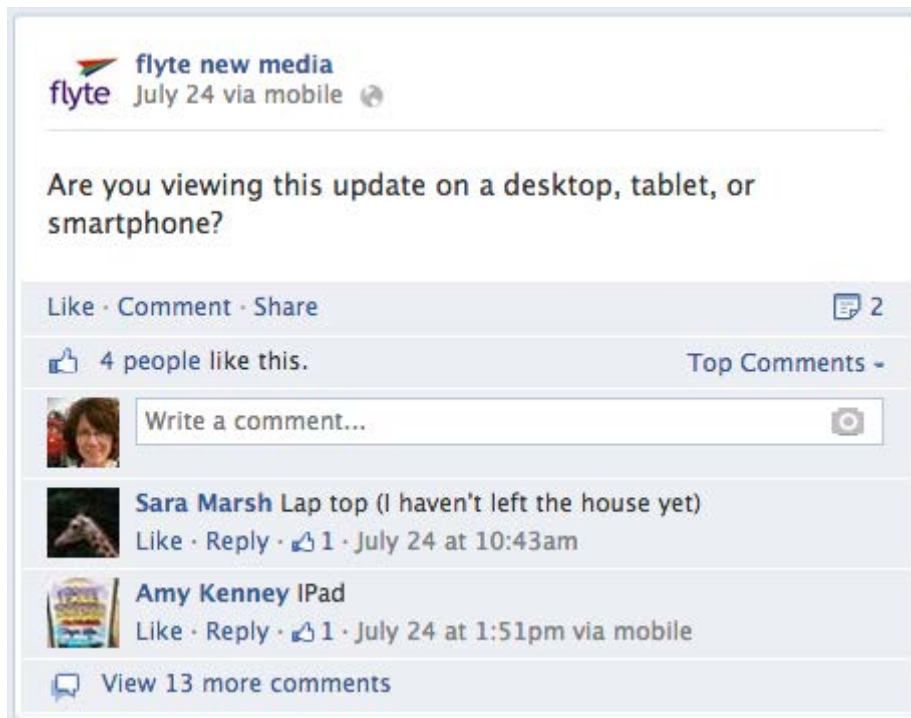 flyte new media
flyte July 24 via mobile
Are you viewing this update on a desktop, tablet, or
smartphone?
Like · Comment · Share 2
4 people like this. Top Comments
Write a comment...
Sara Marsh Lap top (I haven't left the house yet)
Like · Reply · 1 · July 24 at 10:43am
Amy Kenney IPad
Like · Reply · 1 · July 24 at 1:51pm via mobile
View 13 more comments